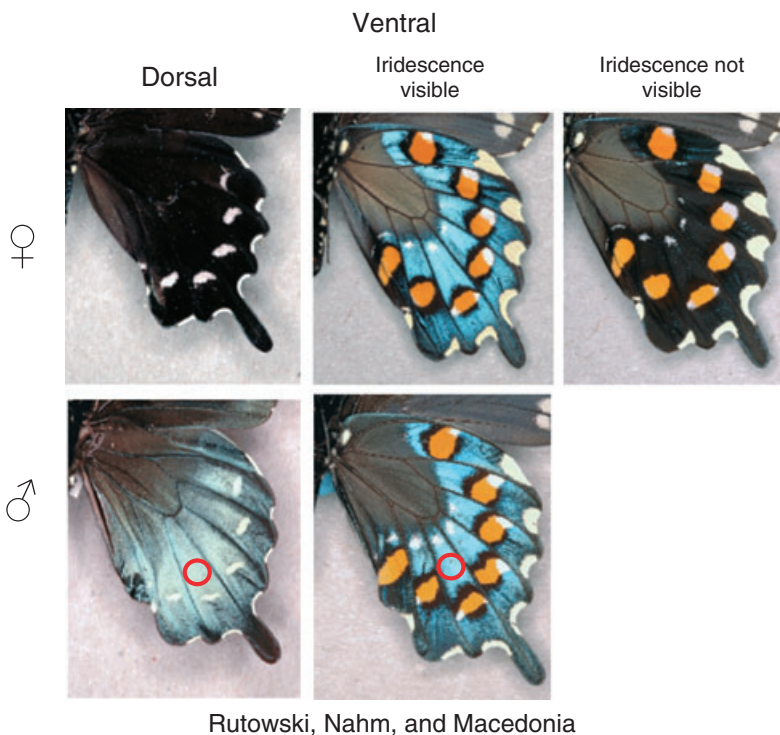 Ventral
Dorsal
Iridescence
visible
Iridescence not
visible
♀
♂
Rutowski, Nahm, and Macedonia